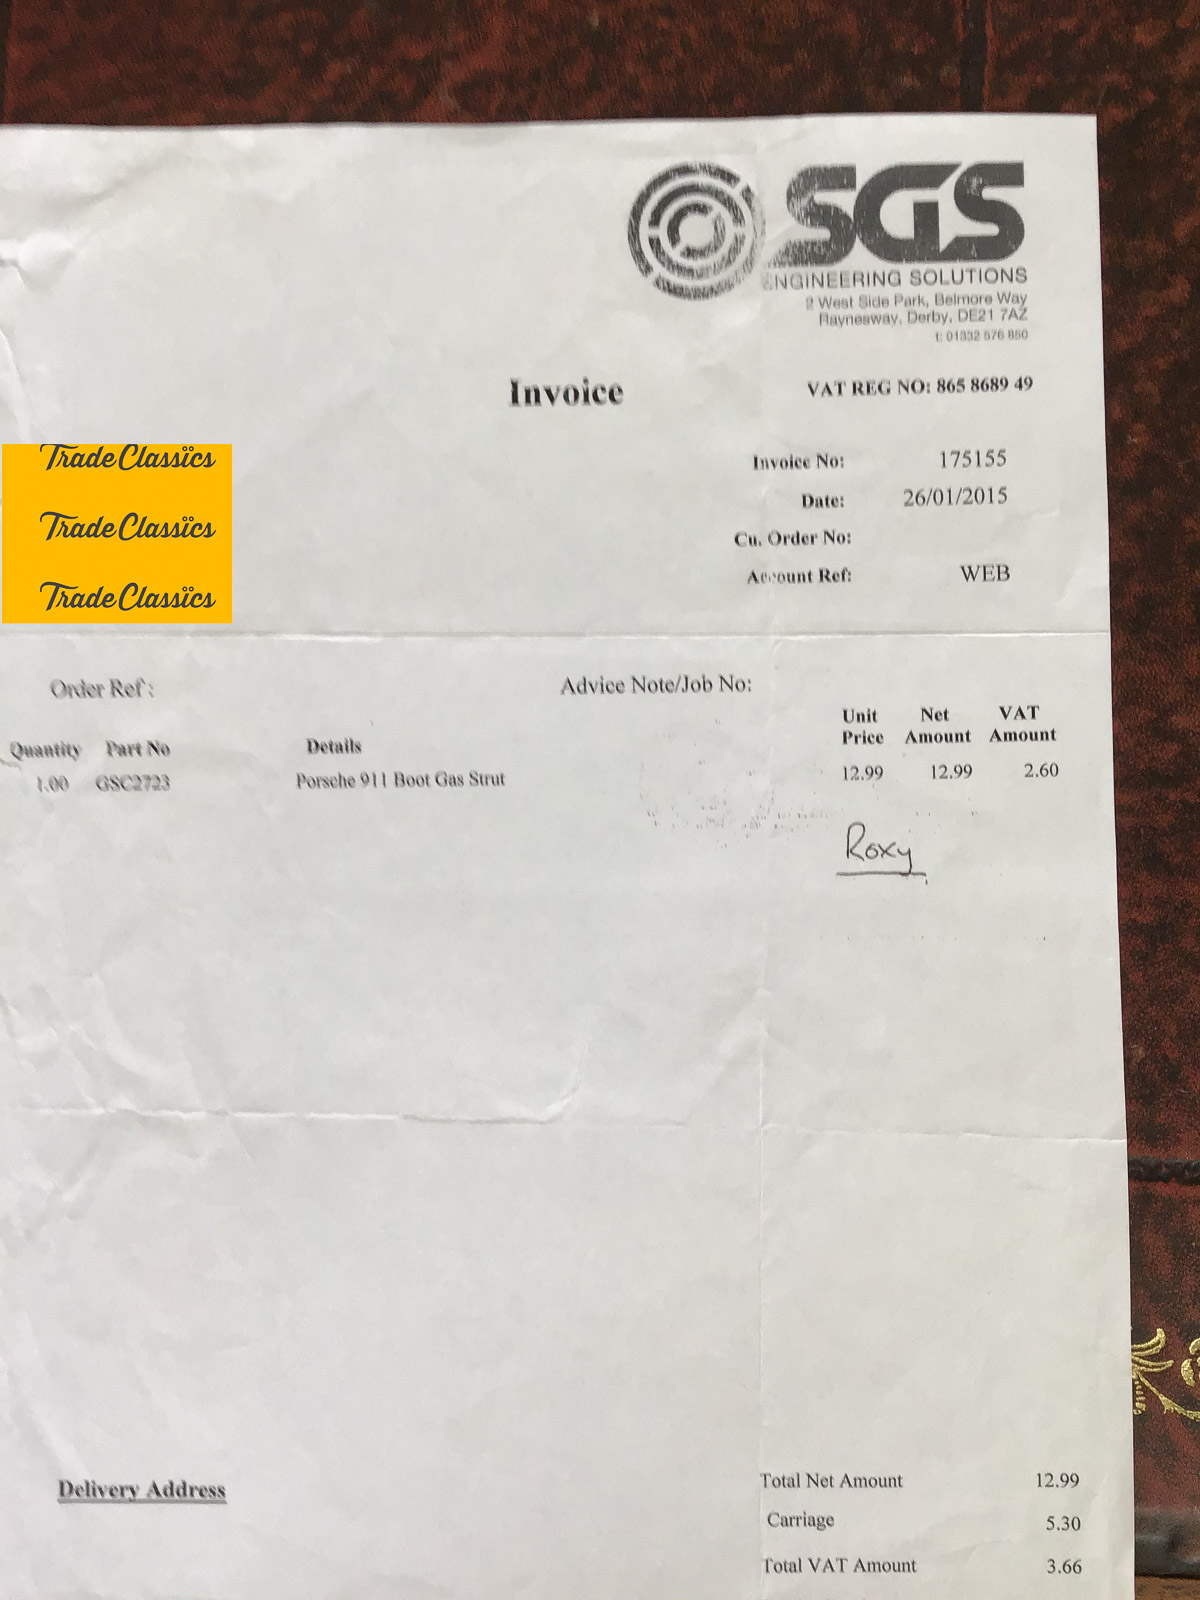 SGS
ENGINEERING SOLUTIONS
2 West Side Park, Belmore Way
Raynesway, Derby, DE21 7AZ
t: 01332 576 850
Invoice
VAT REG NO: 865 8689 49
Trade Classics
Trade Classics
Trade Classics
Invoice No: 175155
Date: 26/01/2015
Cu. Order No:
Account Ref: WEB
Order Ref :
Advice Note/Job No:
Quantity Part No Details Unit Price Net Amount VAT Amount
1.00 GSC2723 Porsche 911 Boot Gas Strut 12.99 12.99 2.60
Roxy
Delivery Address
Total Net Amount 12.99
Carriage 5.30
Total VAT Amount 3.66